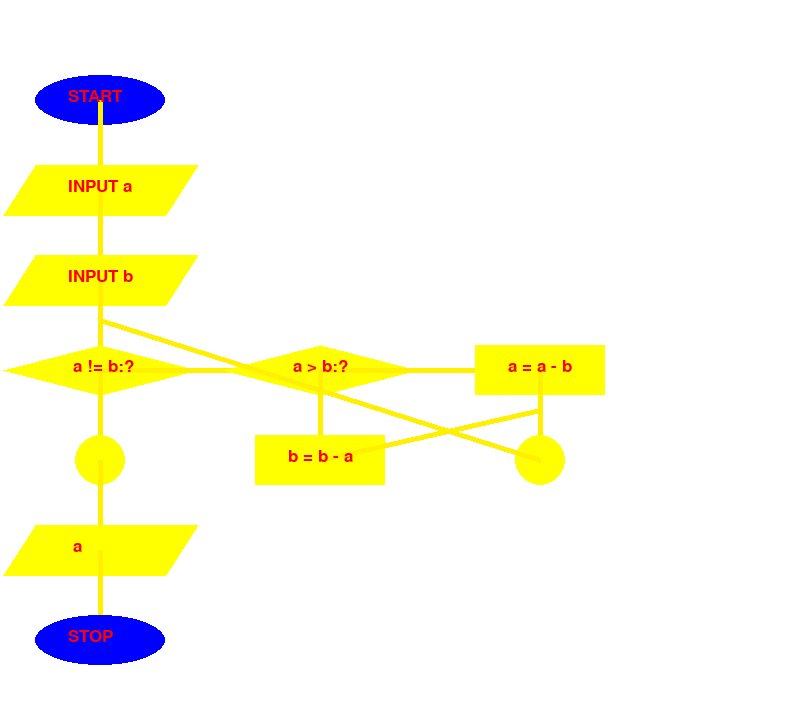 START
INPUT a
INPUT b
a != b:?
a > b:?
a = a - b
b = b - a
a
STOP